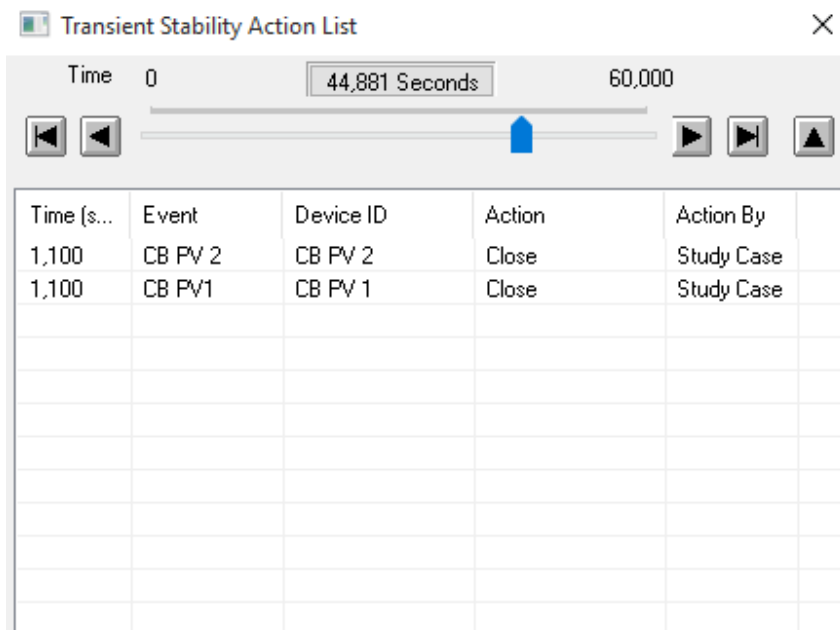 Transient Stability Action List
Time 0 44,881 Seconds 60,000
Time (s... Event Device ID Action Action By
1,100 CB PV 2 CB PV 2 Close Study Case
1,100 CB PV1 CB PV 1 Close Study Case